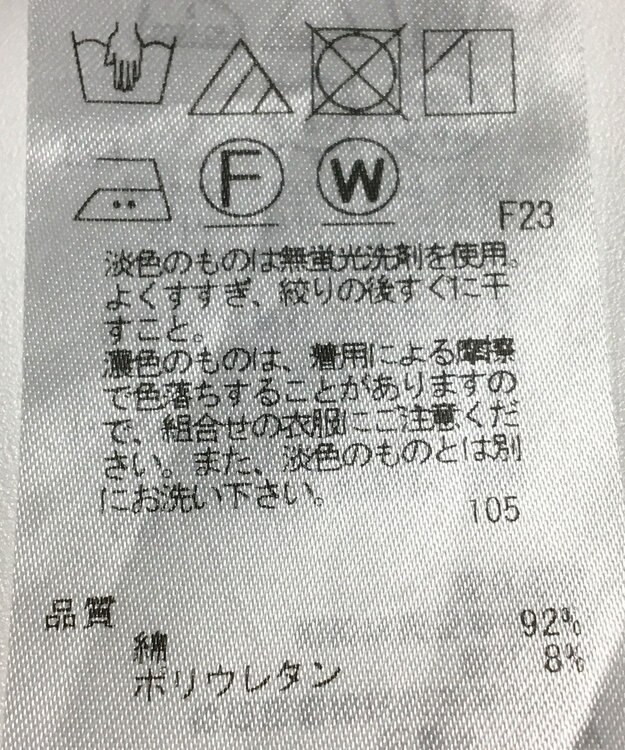 F W
F23
淡色のものは無蛍光洗剤を使用。
よくすすぎ、絞りの後すぐに干
すこと。
濃色のものは、着用による摩擦
で色落ちすることがありますの
で、組合せの衣服にご注意くだ
さい。また、淡色のものとは別
にお洗い下さい。
105
品質
綿 92%
ポリウレタン 8%